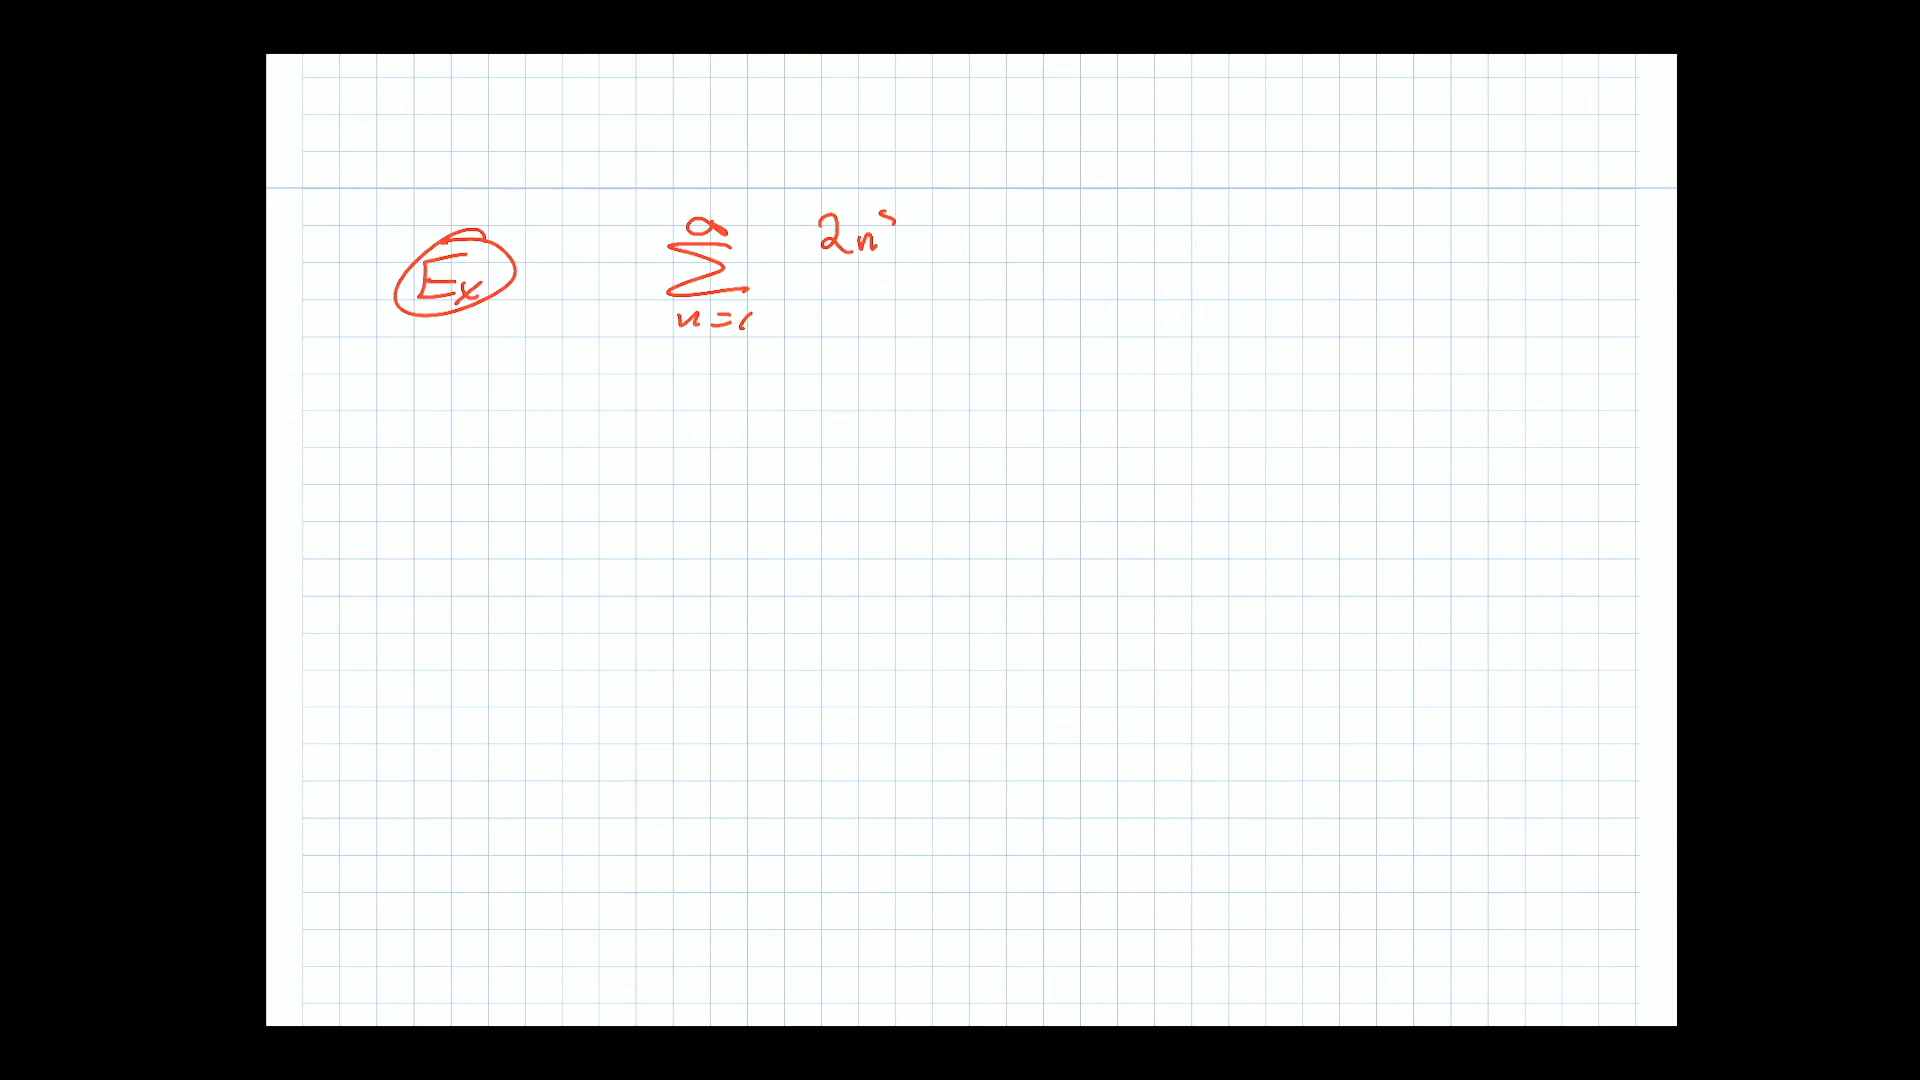 Ex ∑_{n=1}^{∞} 2n